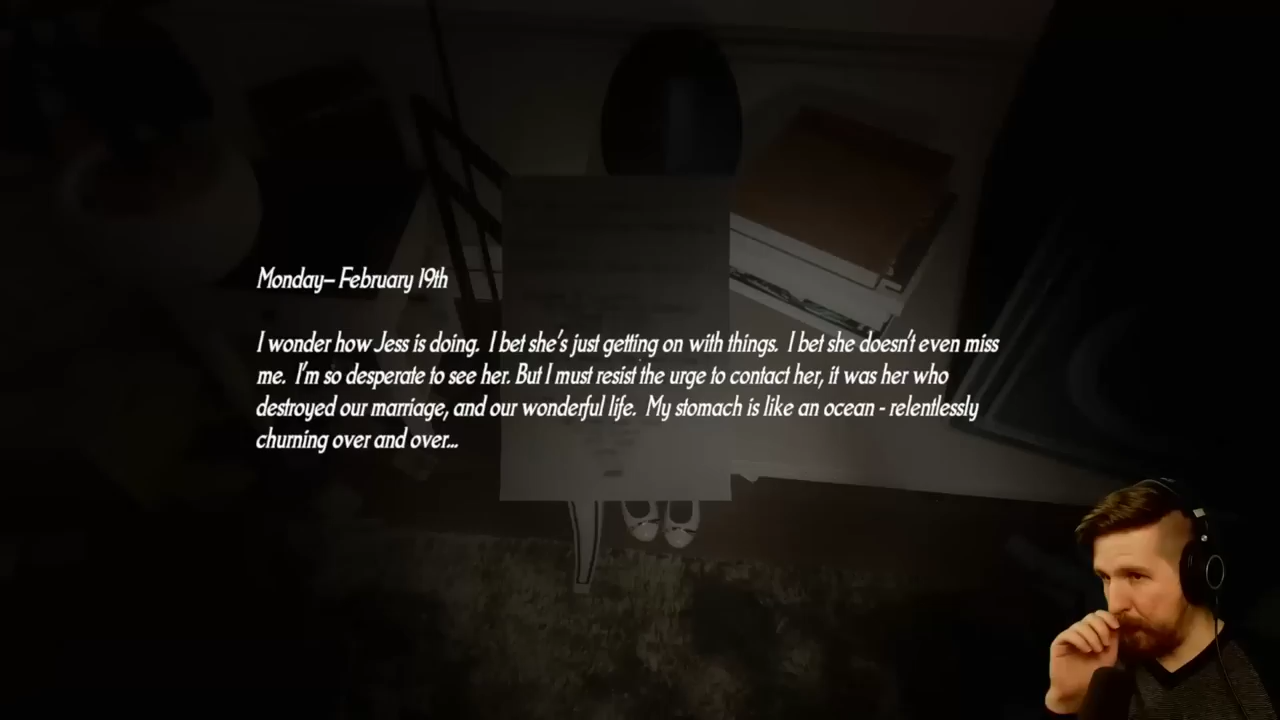 Monday– February 19th
I wonder how Jess is doing.  I bet she's just getting on with things.  I bet she doesn't even miss
me.  I'm so desperate to see her. But I must resist the urge to contact her, it was her who
destroyed our marriage, and our wonderful life.  My stomach is like an ocean - relentlessly
churning over and over...